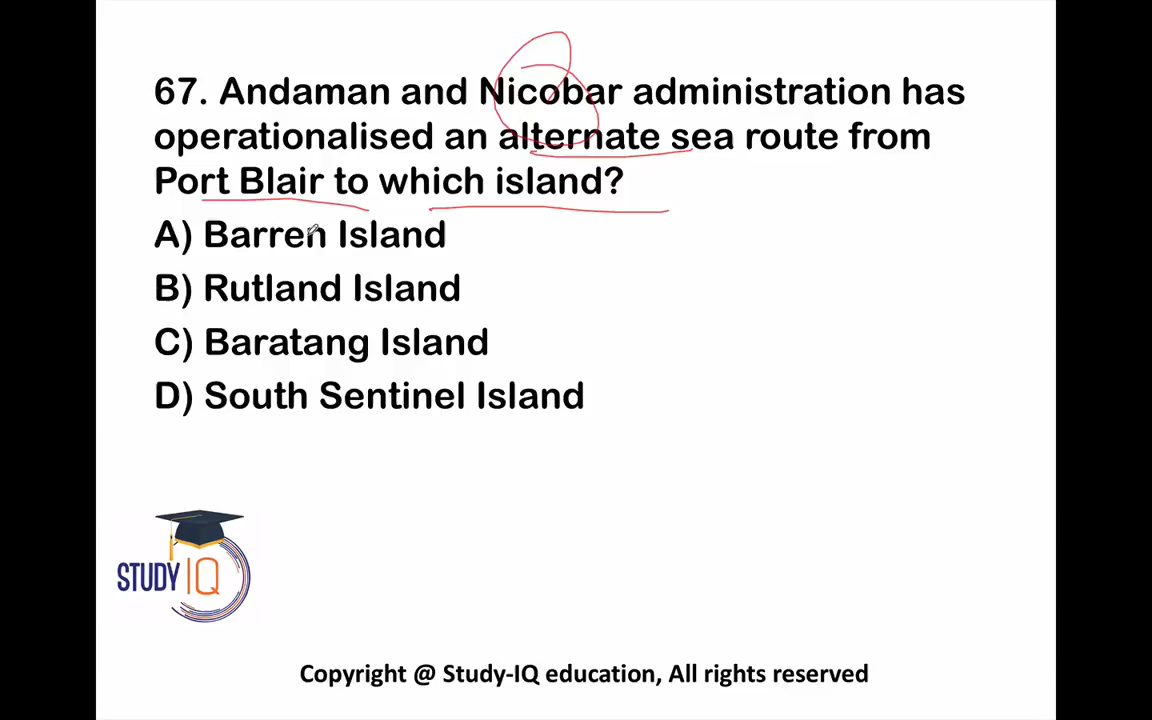 67. Andaman and Nicobar administration has
operationalised an alternate sea route from
Port Blair to which island?
A) Barren Island
B) Rutland Island
C) Baratang Island
D) South Sentinel Island
STUDY IQ
Copyright @ Study-IQ education, All rights reserved